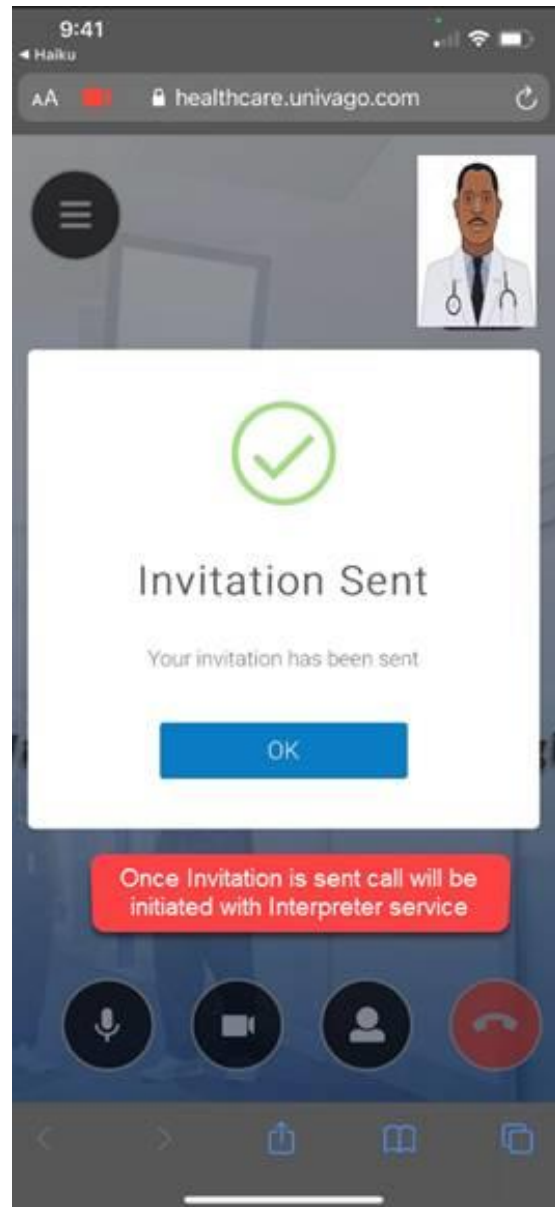 9:41
◀ Haiku
AA
healthcare.univago.com
Invitation Sent
Your invitation has been sent
OK
Once Invitation is sent call will be
initiated with Interpreter service